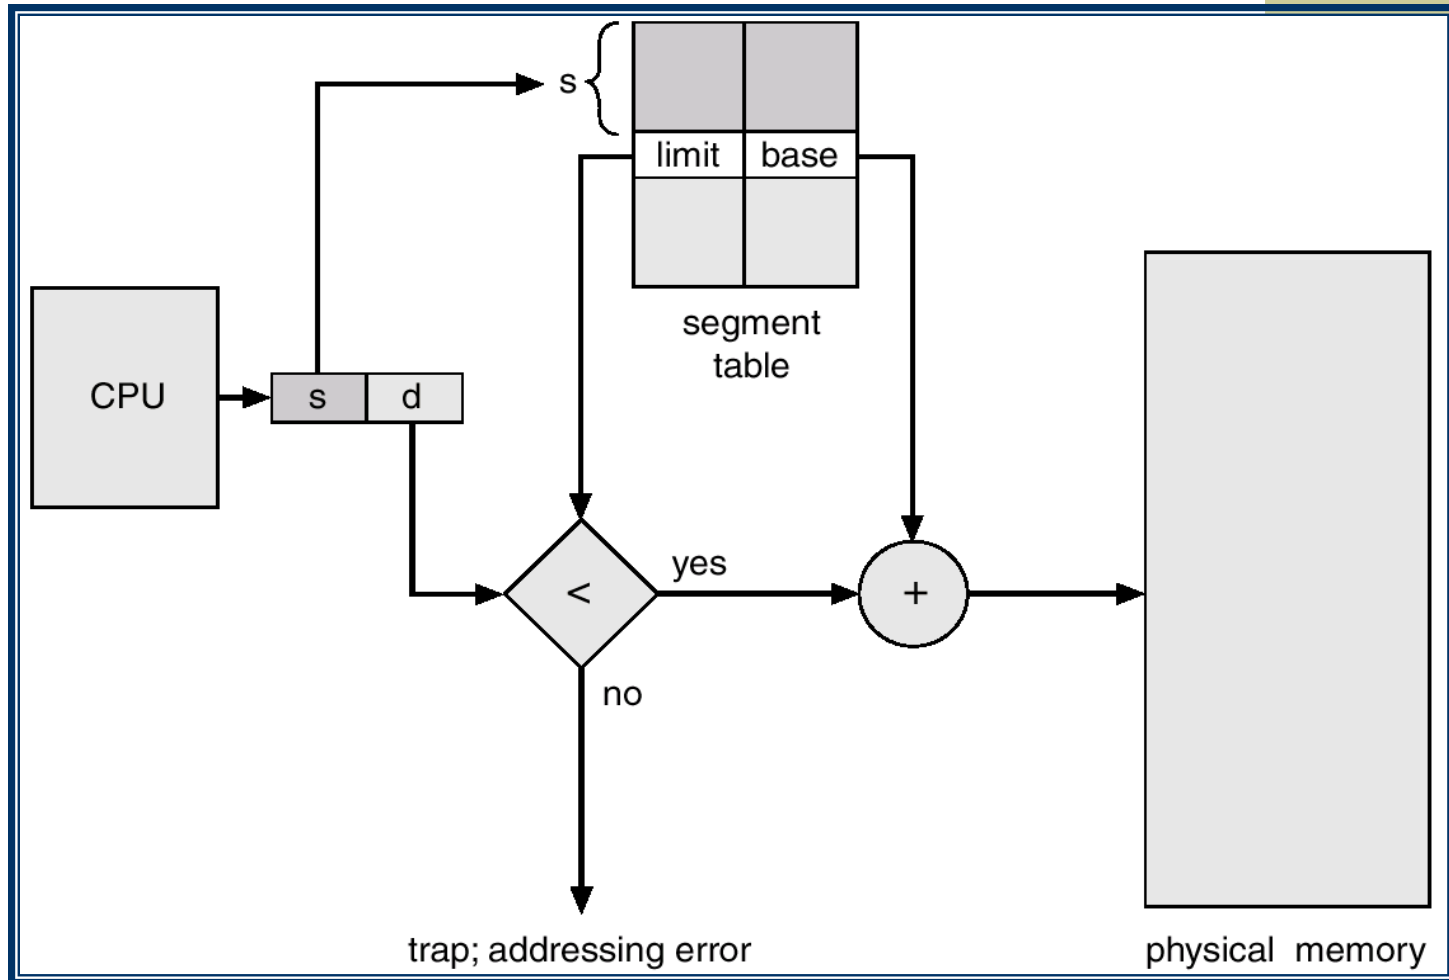 s
limit base
segment
table
CPU
s d
<
yes
+
no
trap; addressing error
physical memory